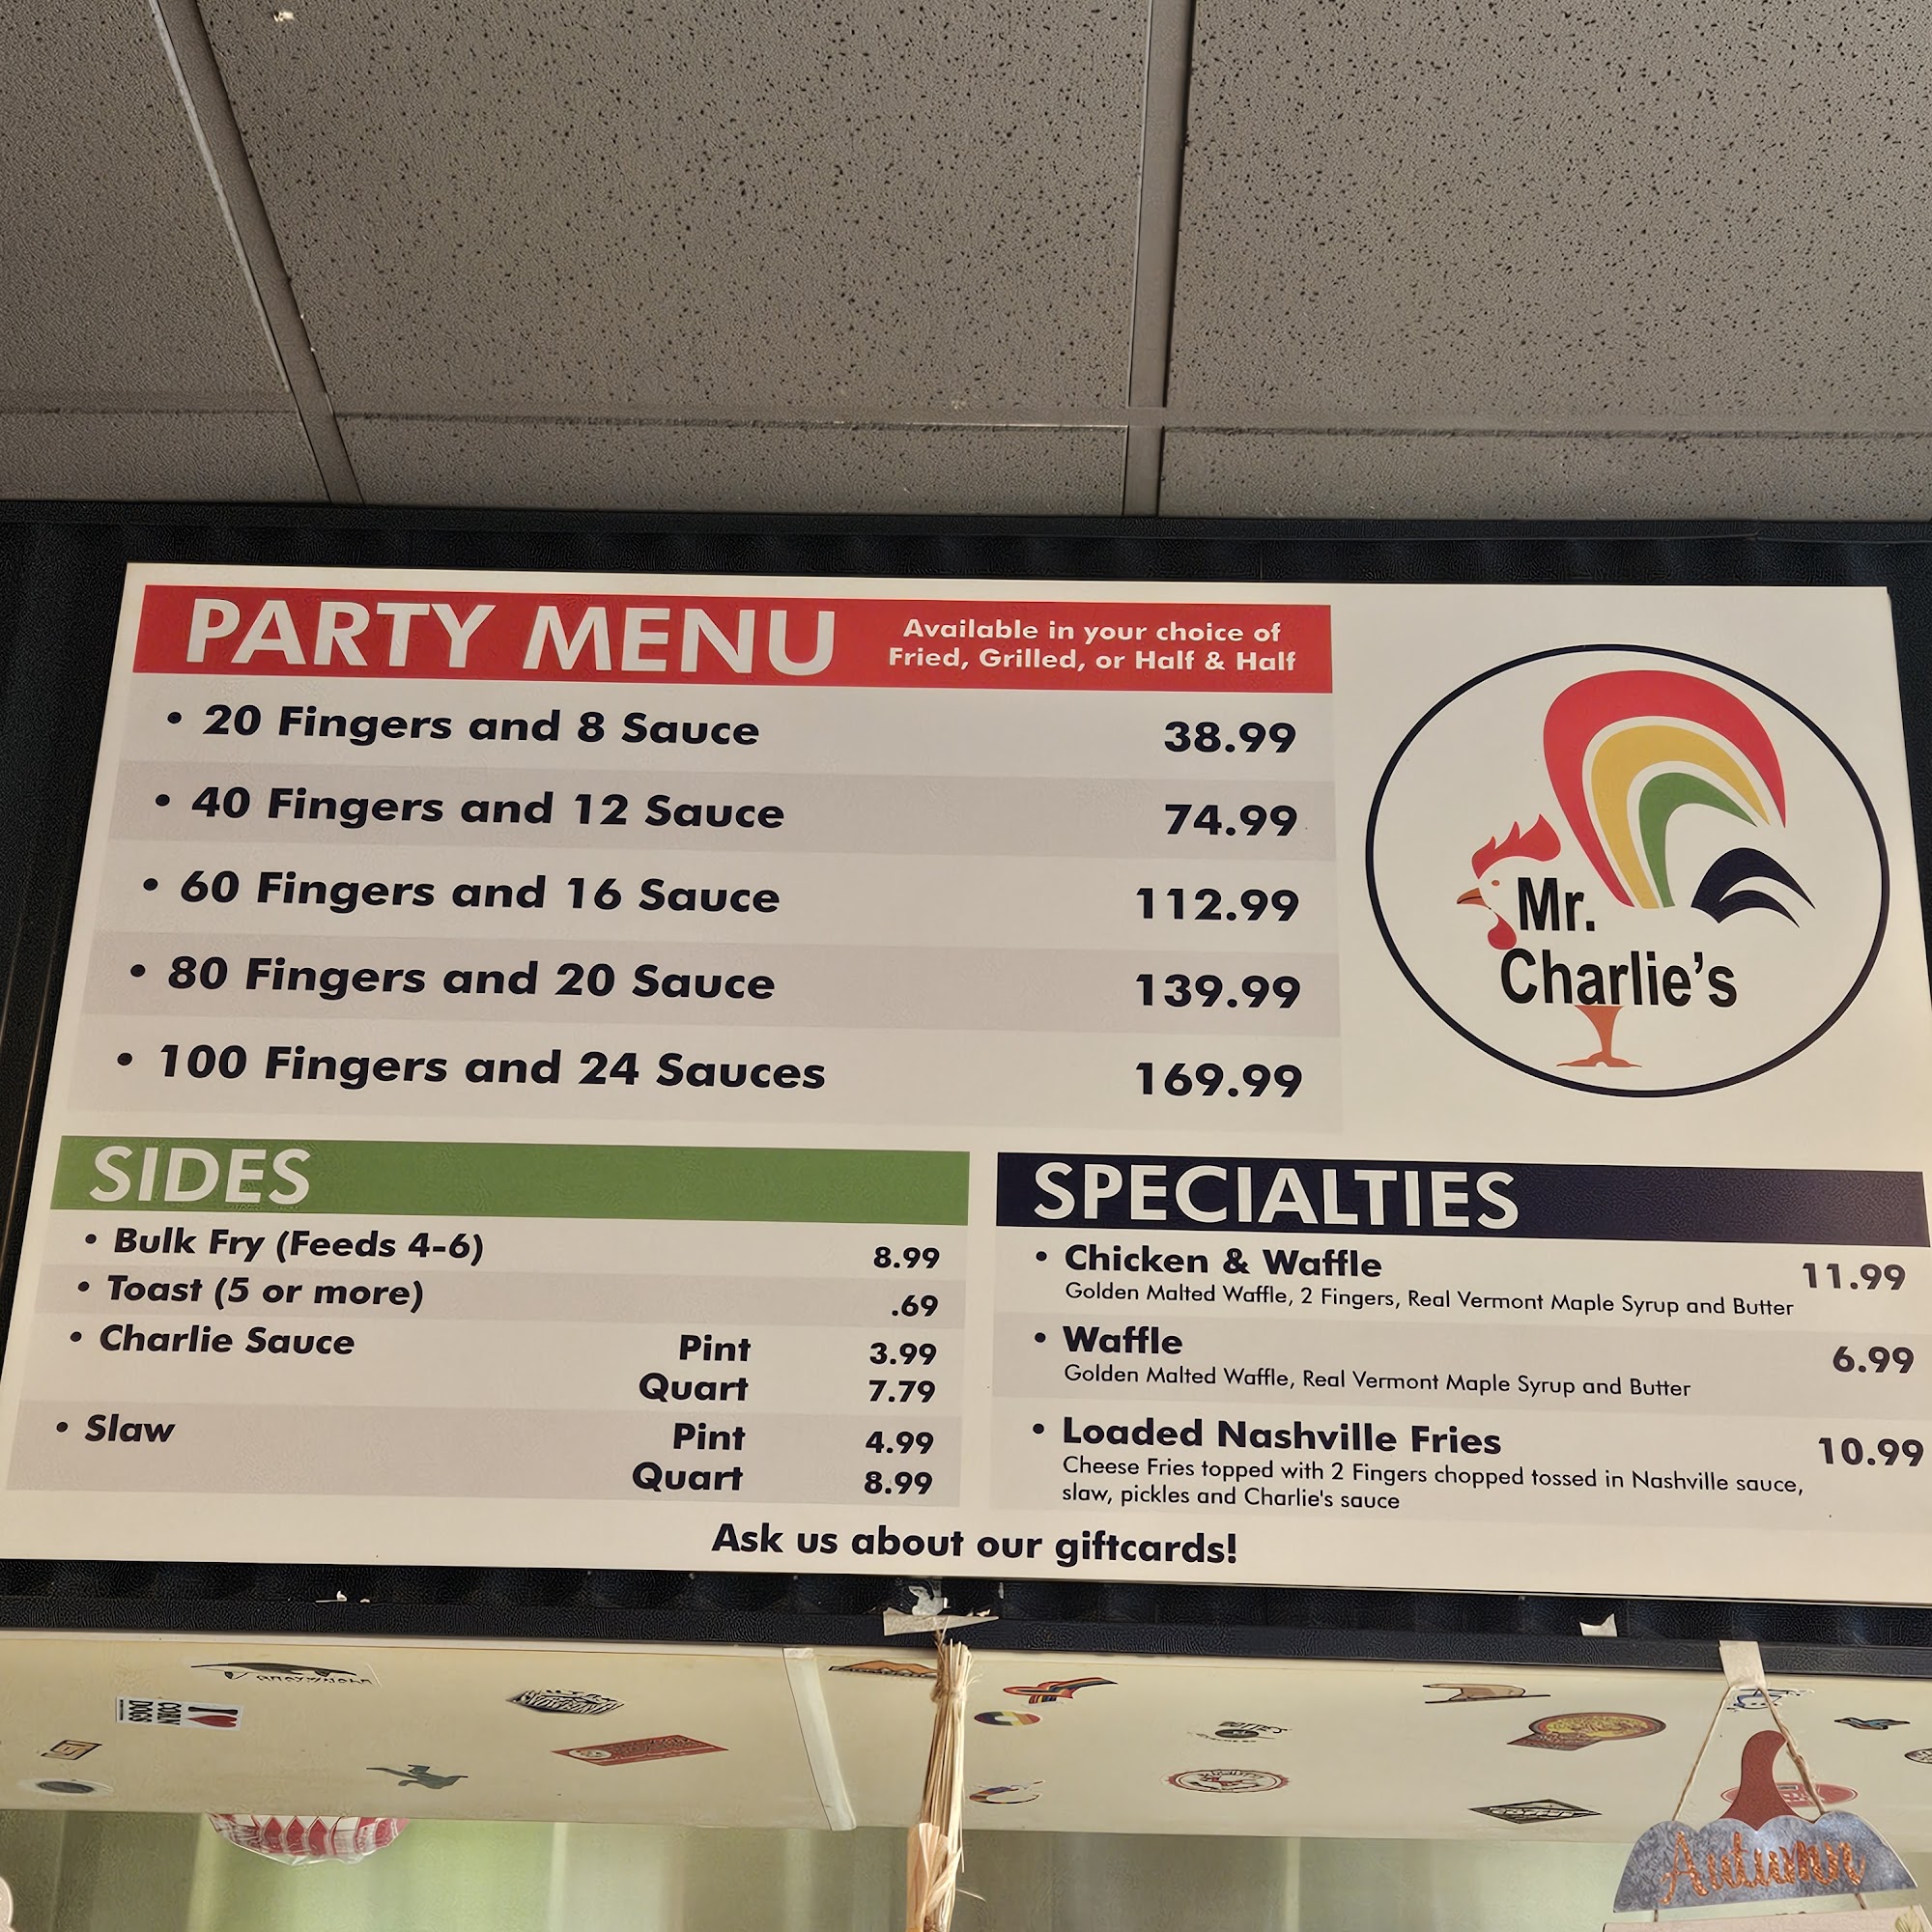 PARTY MENU
Available in your choice of
Fried, Grilled, or Half & Half
• 20 Fingers and 8 Sauce 38.99
• 40 Fingers and 12 Sauce 74.99
• 60 Fingers and 16 Sauce 112.99
• 80 Fingers and 20 Sauce 139.99
• 100 Fingers and 24 Sauces 169.99
Mr.
Charlie's
SIDES
• Bulk Fry (Feeds 4-6) 8.99
• Toast (5 or more) .69
• Charlie Sauce Pint 3.99
Quart 7.79
• Slaw Pint 4.99
Quart 8.99
SPECIALTIES
• Chicken & Waffle 11.99
Golden Malted Waffle, 2 Fingers, Real Vermont Maple Syrup and Butter
• Waffle 6.99
Golden Malted Waffle, Real Vermont Maple Syrup and Butter
• Loaded Nashville Fries 10.99
Cheese Fries topped with 2 Fingers chopped tossed in Nashville sauce,
slaw, pickles and Charlie's sauce
Ask us about our giftcards!
I
CORN
DOGS
Autumn